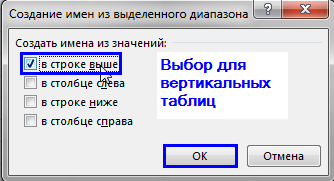 Создание имен из выделенного диапазона
Создать имена из значений:
в строке выше
в столбце слева
в строке ниже
в столбце справа
Выбор для
вертикальных
таблиц
ОК
Отмена